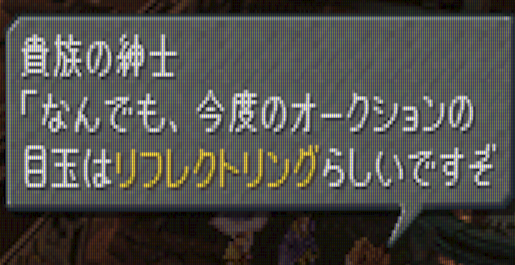 貴族の紳士
「なんでも、今度のオークションの
目玉はリフレクトリングらしいですぞ